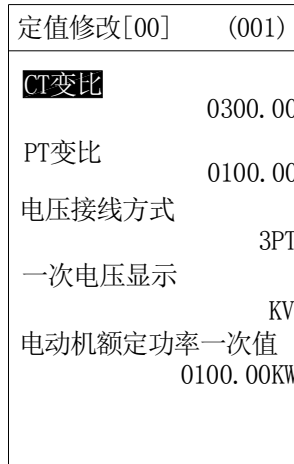 定值修改[00] (001)
CT变比
0300.00
PT变比
0100.00
电压接线方式
3PT
一次电压显示
KV
电动机额定功率一次值
0100.00KW